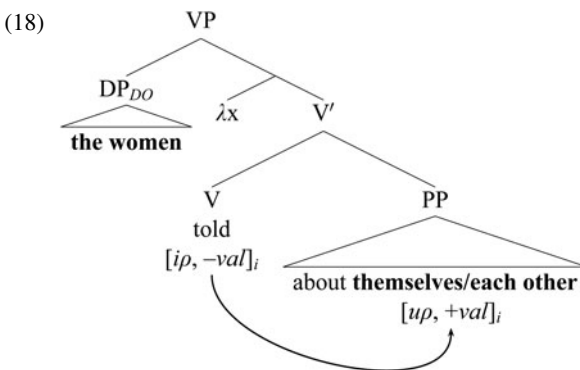 (18)
VP
DP_DO
λx
V′
the women
V
PP
told
[iρ, –val]_i
about themselves/each other
[uρ, +val]_i